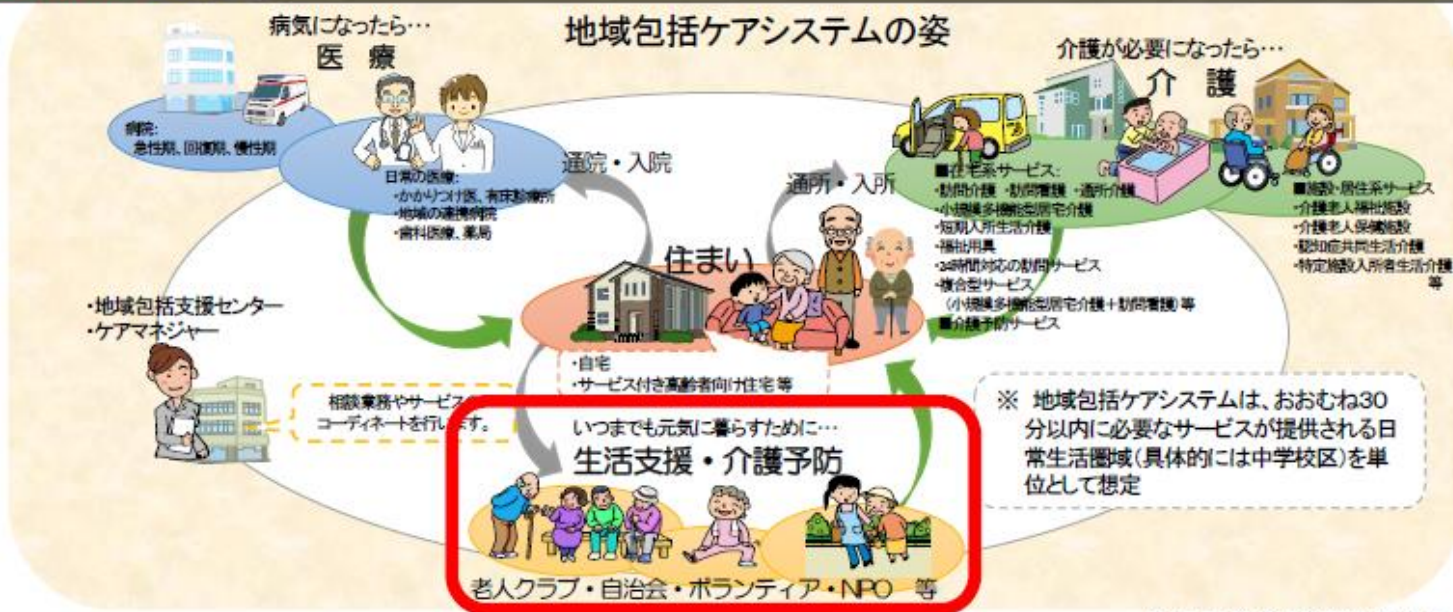 地域包括ケアシステムの姿
病気になったら…
医 療
病院:
急性期、回復期、慢性期
日常の医療:
・かかりつけ医、有床診療所
・地域の連携病院
・歯科医療、薬局
通院・入院
通所・入所
介護が必要になったら…
介 護
■在宅系サービス:
・訪問介護 ・訪問看護 ・通所介護
・小規模多機能型居宅介護
・短期入所生活介護
・福祉用具
・24時間対応の訪問サービス
・複合型サービス
(小規模多機能型居宅介護+訪問看護)等
■介護予防サービス
■施設・居住系サービス
・介護老人福祉施設
・介護老人保健施設
・認知症共同生活介護
・特定施設入所者生活介護
等
住まい
・自宅
・サービス付き高齢者向け住宅等
・地域包括支援センター
・ケアマネジャー
相談業務やサービスの
コーディネートを行います。
いつまでも元気に暮らすために…
生活支援・介護予防
老人クラブ・自治会・ボランティア・NPO 等
※ 地域包括ケアシステムは、おおむね30
分以内に必要なサービスが提供される日
常生活圏域(具体的には中学校区)を単
位として想定